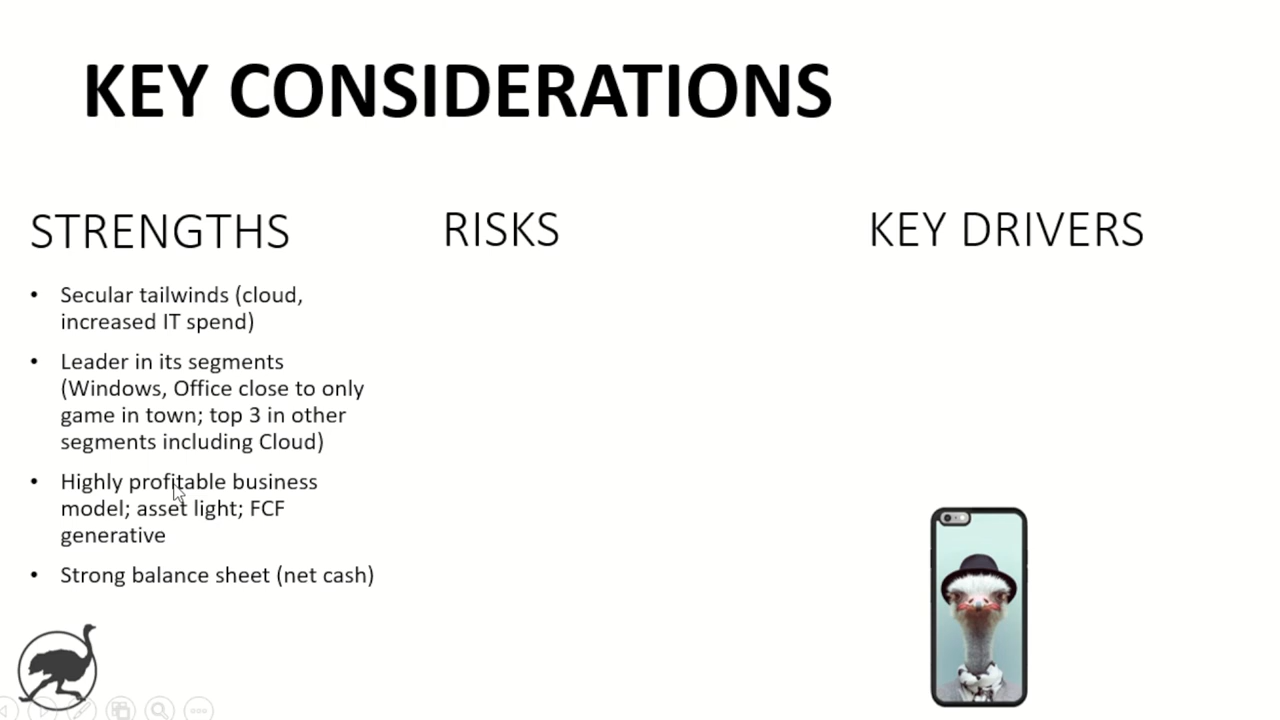 KEY CONSIDERATIONS
STRENGTHS
• Secular tailwinds (cloud,
increased IT spend)
• Leader in its segments
(Windows, Office close to only
game in town; top 3 in other
segments including Cloud)
• Highly profitable business
model; asset light; FCF
generative
• Strong balance sheet (net cash)
RISKS
KEY DRIVERS